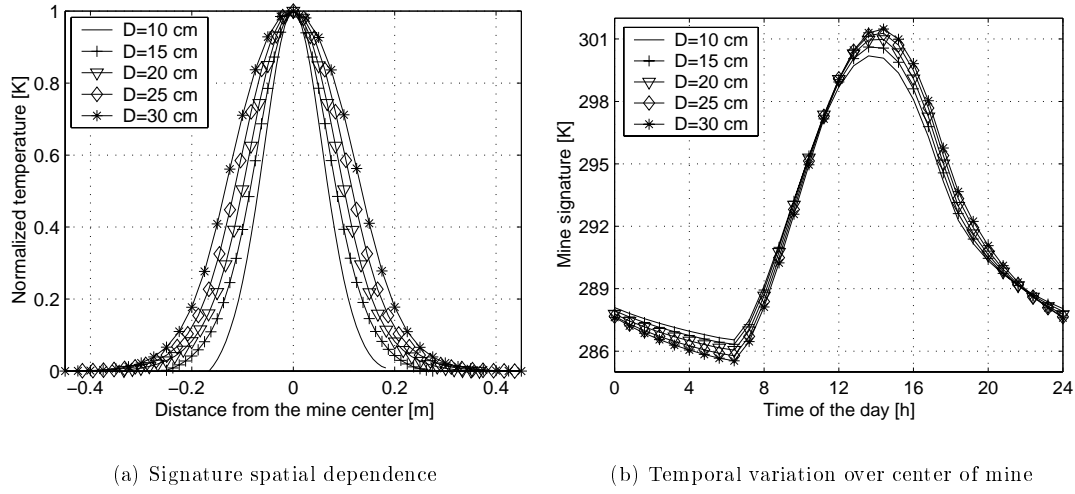 1
0.8
0.6
0.4
0.2
0
Normalized temperature [K]
D=10 cm
D=15 cm
D=20 cm
D=25 cm
D=30 cm
−0.4
−0.2
0
0.2
0.4
Distance from the mine center [m]
(a) Signature spatial dependence
301
298
295
292
289
286
Mine signature [K]
D=10 cm
D=15 cm
D=20 cm
D=25 cm
D=30 cm
0
4
8
12
16
20
24
Time of the day [h]
(b) Temporal variation over center of mine